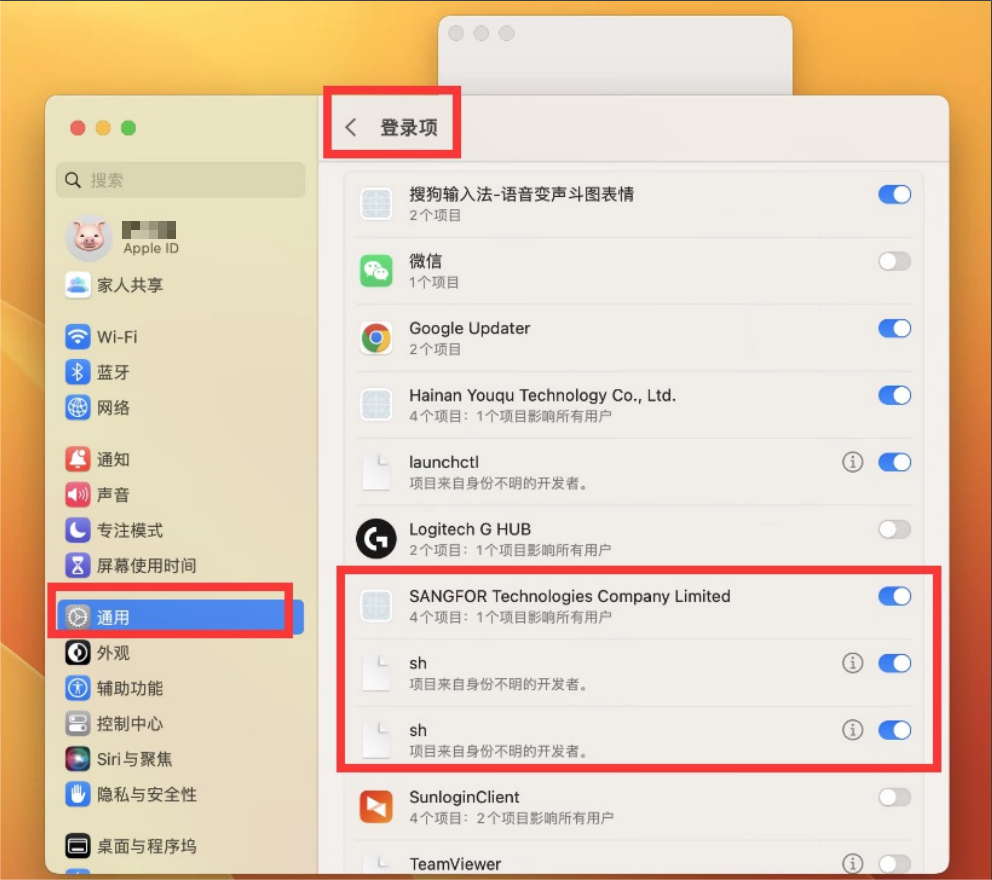 登录项
搜索
Apple ID
家人共享
Wi-Fi
蓝牙
网络
通知
声音
专注模式
屏幕使用时间
通用
外观
辅助功能
控制中心
Siri与聚焦
隐私与安全性
桌面与程序坞
搜狗输入法-语音变声斗图表情
2个项目
微信
1个项目
Google Updater
2个项目
Hainan Youqu Technology Co., Ltd.
4个项目：1个项目影响所有用户
launchctl
项目来自身份不明的开发者。
Logitech G HUB
2个项目：1个项目影响所有用户
SANGFOR Technologies Company Limited
4个项目：1个项目影响所有用户
sh
项目来自身份不明的开发者。
sh
项目来自身份不明的开发者。
SunloginClient
4个项目：2个项目影响所有用户
TeamViewer